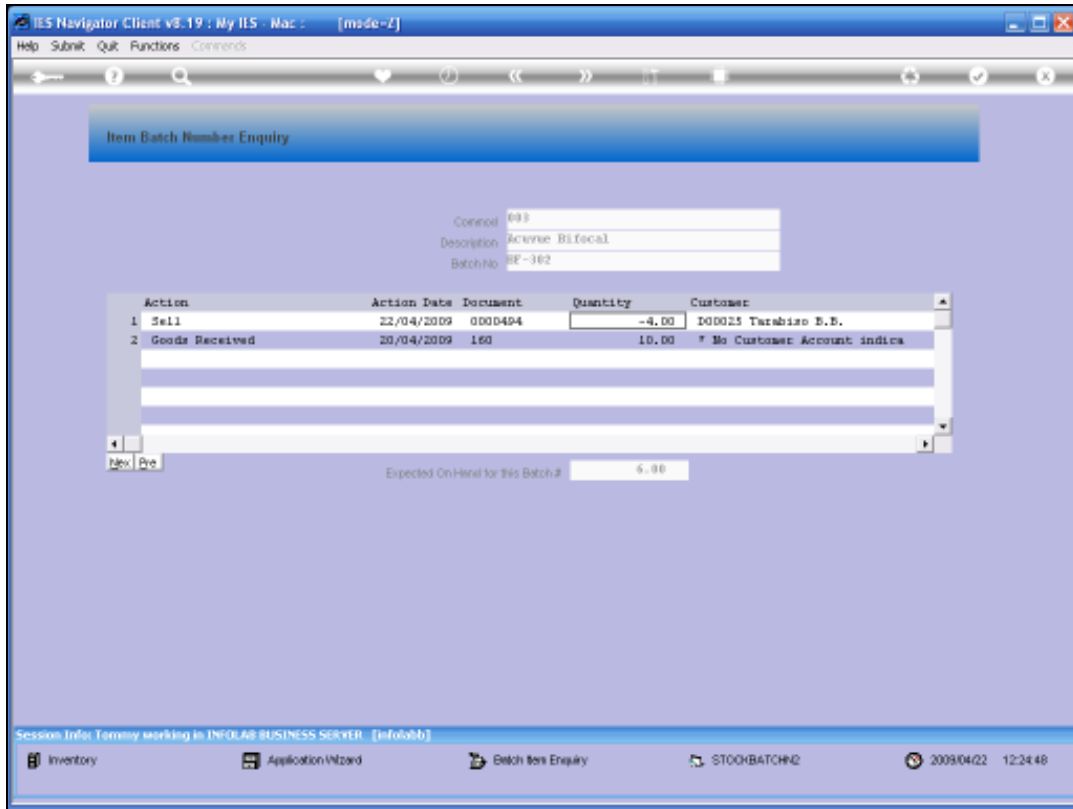 IES Navigator Client v8.19 : My IES - Mac : [mode=Z]
Help Submit Quit Functions Commends
Item Batch Number Enquiry
Commod 003
Description Acuvue Bifocal
Batch No BF-302
Action Action Date Document Quantity Customer
1 Sell 22/04/2009 0000494 -4.00 D00025 Tarabizo B.B.
2 Goods Received 20/04/2009 160 10.00 * No Customer Account indica
Nex Pre
Expected On Hand for this Batch # 6.00
Session Info: Tommy working in INFOLAB BUSINESS SERVER [infolabb]
Inventory Application Wizard Batch Item Enquiry STOCKBATCHN2 2009/04/22 12:24:48